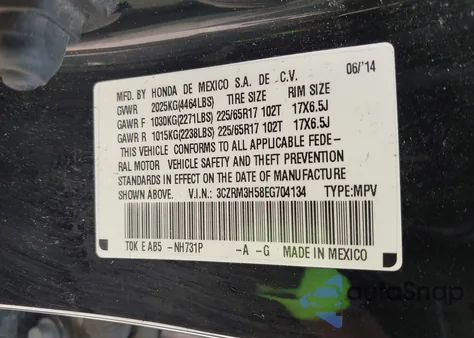 MFD. BY HONDA DE MEXICO S.A. DE C.V. 06/'14
GVWR 2025KG(4464LBS) TIRE SIZE RIM SIZE
GAWR F 1030KG(2271LBS) 225/65R17 102T 17X6.5J
GAWR R 1015KG(2238LBS) 225/65R17 102T 17X6.5J
THIS VEHICLE CONFORMS TO ALL APPLICABLE FEDE-
RAL MOTOR VEHICLE SAFETY AND THEFT PREVENTION
STANDARDS IN EFFECT ON THE DATE OF MANUFACTURE
SHOWN ABOVE. V.I.N.: 3CZRM3H58EG704134 TYPE:MPV
T0K E AB5 -NH731P -A -G MADE IN MEXICO
autoSnap